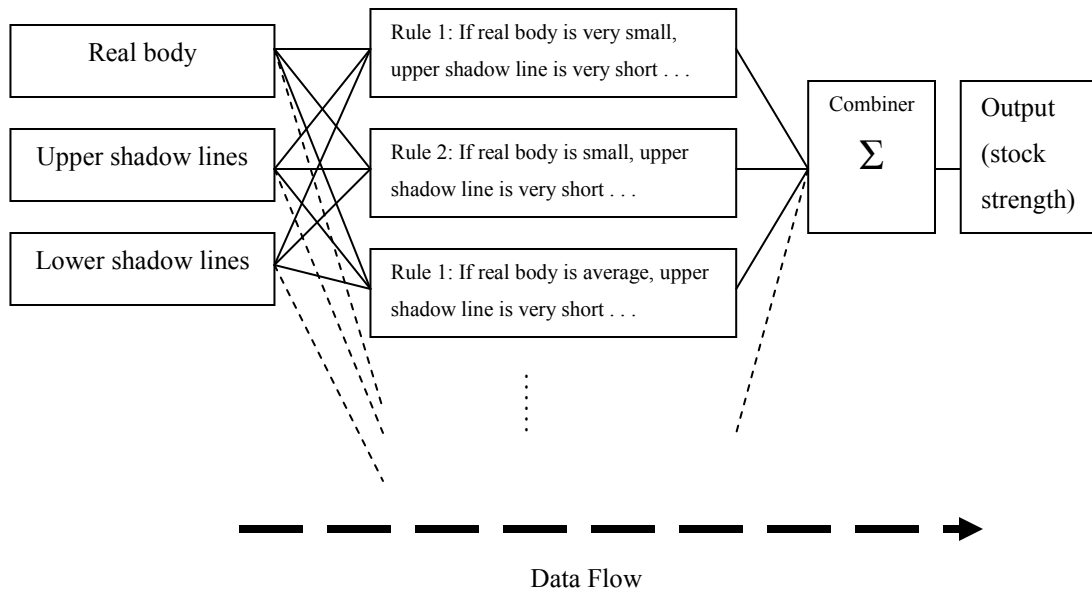 Real body
Upper shadow lines
Lower shadow lines
Rule 1: If real body is very small,
upper shadow line is very short . . .
Rule 2: If real body is small, upper
shadow line is very short . . .
Rule 1: If real body is average, upper
shadow line is very short . . .
Combiner
Σ
Output
(stock
strength)
Data Flow